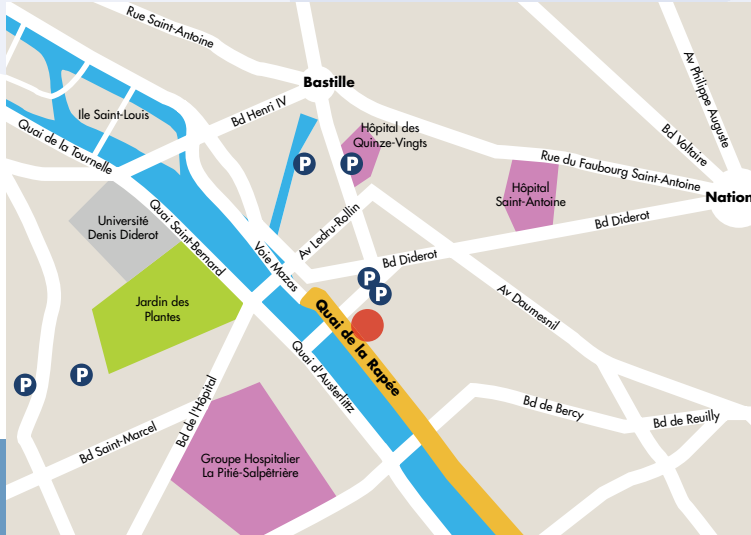 Rue Saint-Antoine
Av Philippe Auguste
Bastille
Bd Henri IV
Ile Saint-Louis
Quai de la Tournelle
Hôpital des
Quinze-Vingts
P
P
Bd Voltaire
Rue du Faubourg Saint-Antoine
Hôpital
Saint-Antoine
Nation
Université
Denis Diderot
Quai Saint-Bernard
Av Ledru-Rollin
Bd Diderot
Bd Diderot
Voie Mazas
P
P
Jardin des
Plantes
Quai de la Rapée
Av Daumesnil
Quai d'Austerlitz
P
P
Bd de l'Hôpital
Bd de Bercy
Bd de Reuilly
Bd Saint-Marcel
Groupe Hospitalier
La Pitié-Salpêtrière